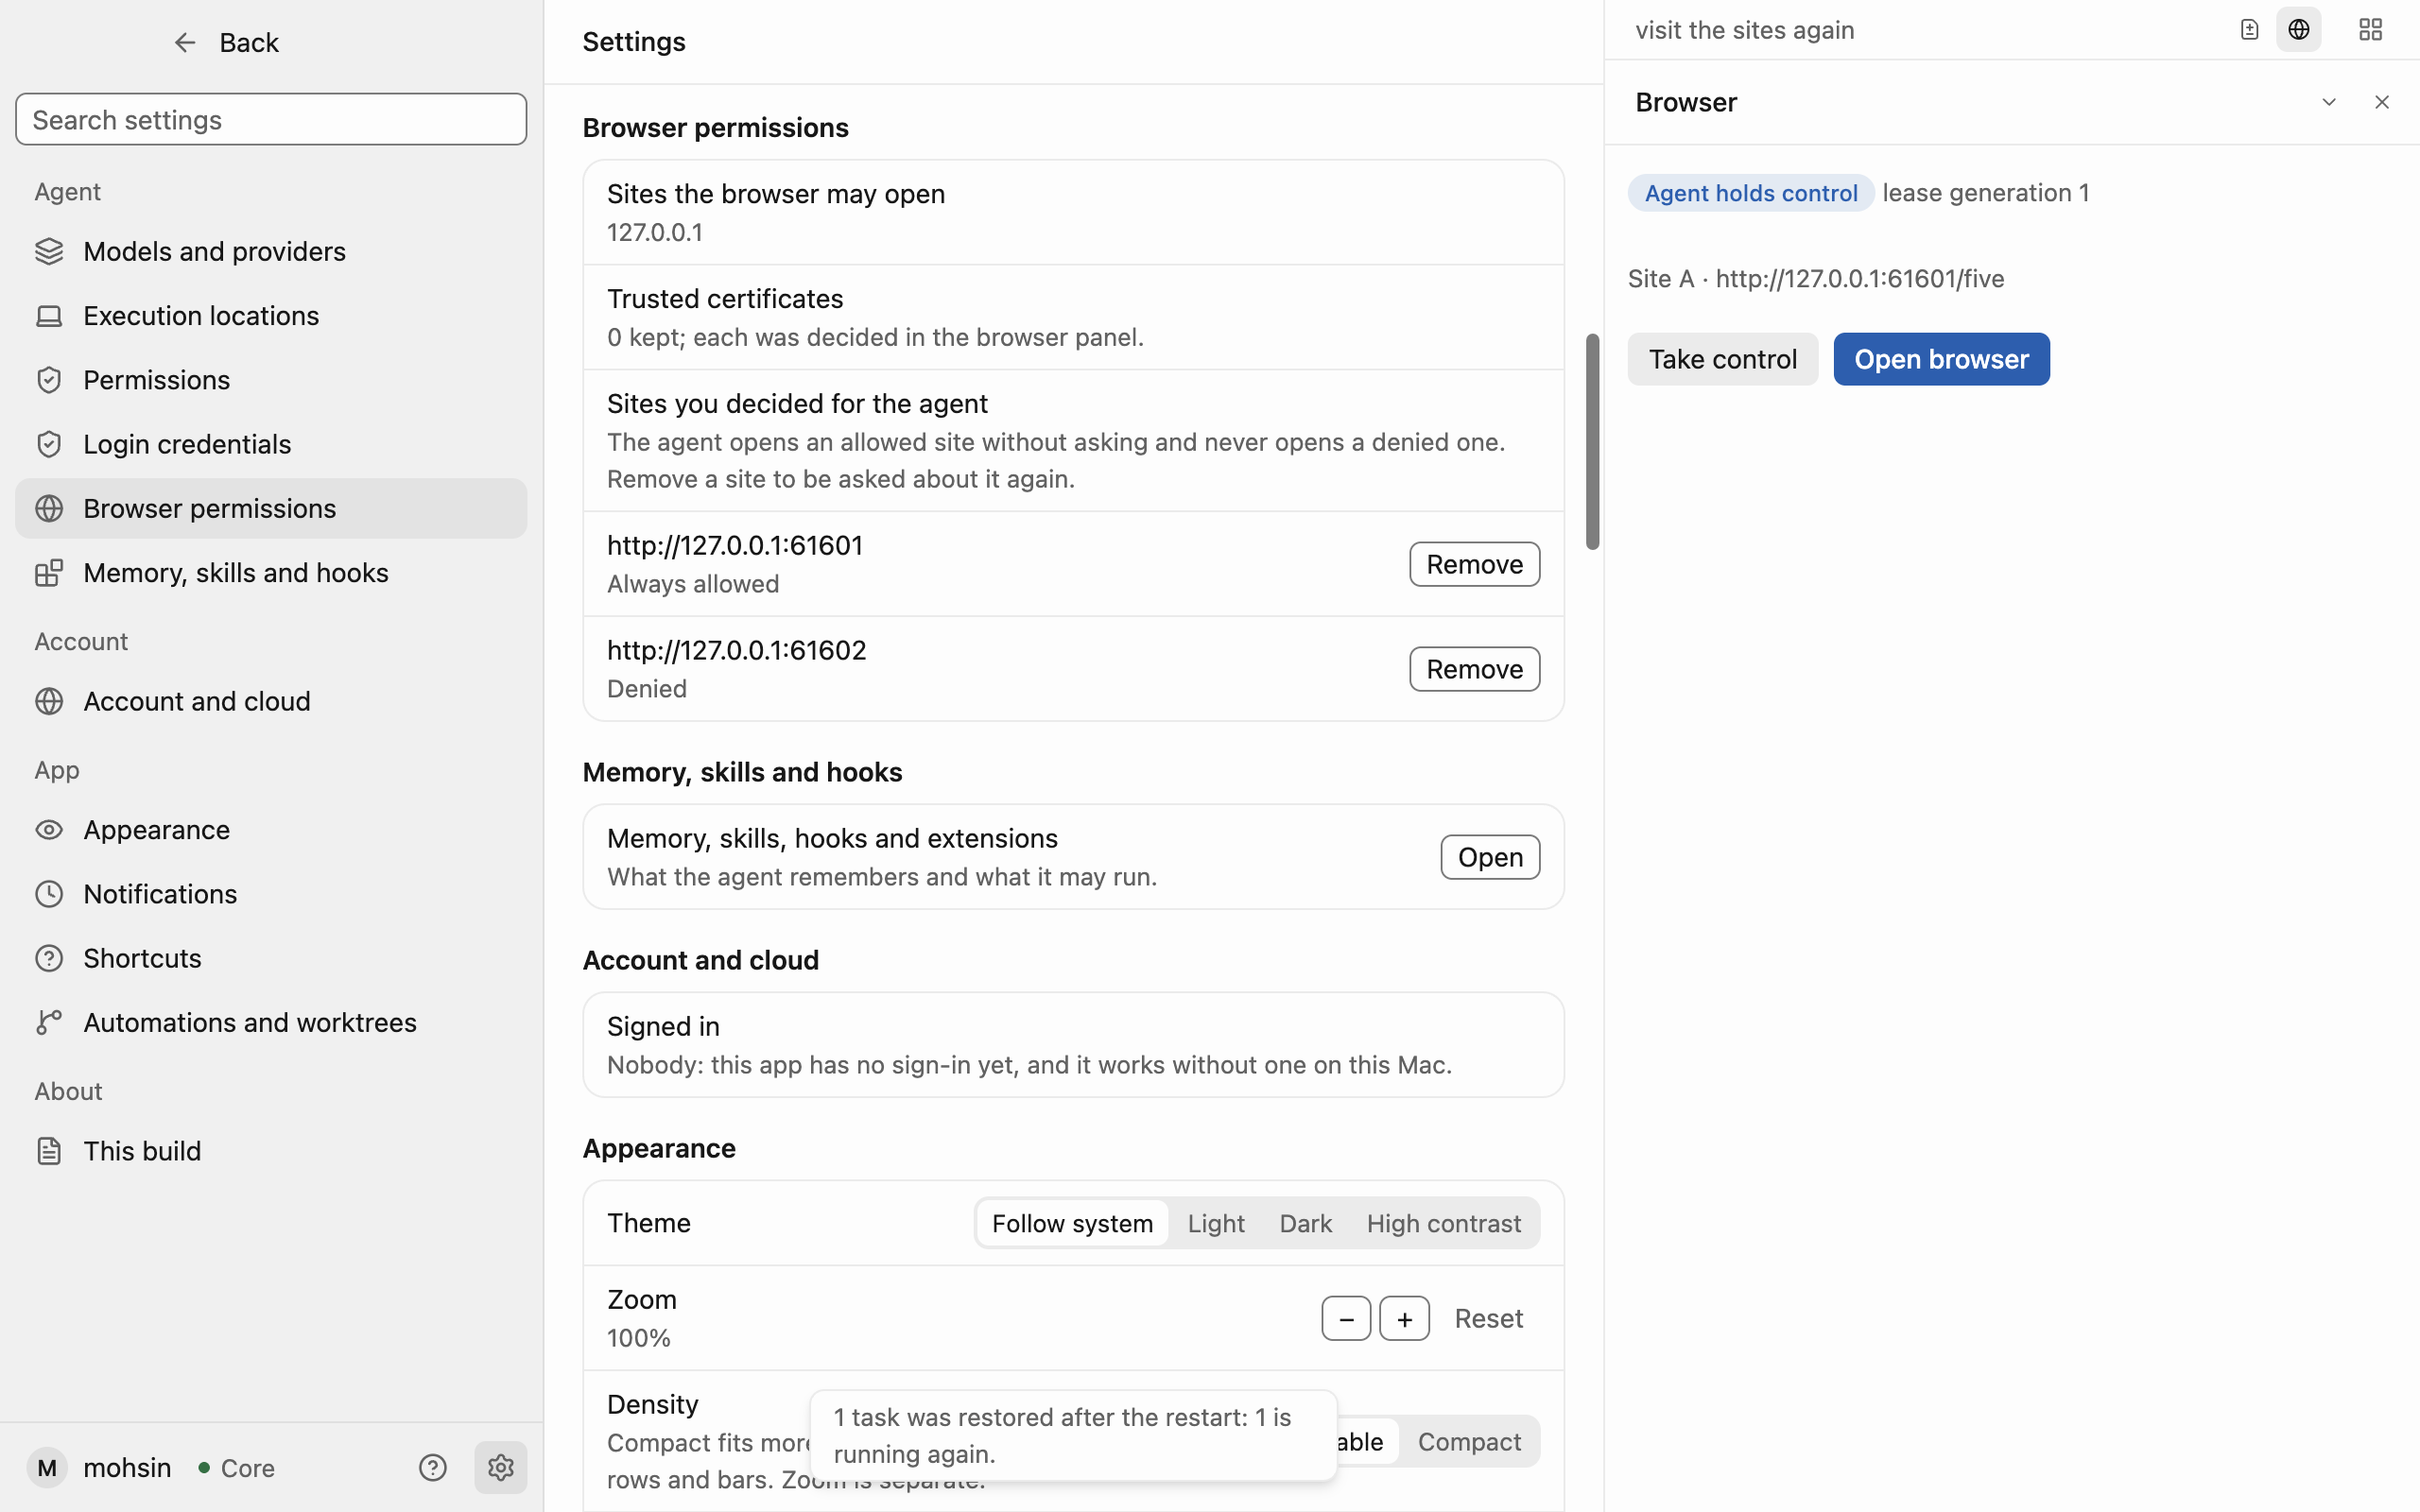 Back
Search settings
Agent
Models and providers
Execution locations
Permissions
Login credentials
Browser permissions
Memory, skills and hooks
Account
Account and cloud
App
Appearance
Notifications
Shortcuts
Automations and worktrees
About
This build
M mohsin Core
Settings
Browser permissions
Sites the browser may open
127.0.0.1
Trusted certificates
0 kept; each was decided in the browser panel.
Sites you decided for the agent
The agent opens an allowed site without asking and never opens a denied one.
Remove a site to be asked about it again.
http://127.0.0.1:61601
Always allowed
Remove
http://127.0.0.1:61602
Denied
Remove
Memory, skills and hooks
Memory, skills, hooks and extensions
What the agent remembers and what it may run.
Open
Account and cloud
Signed in
Nobody: this app has no sign-in yet, and it works without one on this Mac.
Appearance
Theme
Follow system Light Dark High contrast
Zoom
100%
− + Reset
Density
Compact fits more
rows and bars. Zoom is separate.
able Compact
1 task was restored after the restart: 1 is
running again.
visit the sites again
Browser
Agent holds control lease generation 1
Site A · http://127.0.0.1:61601/five
Take control Open browser